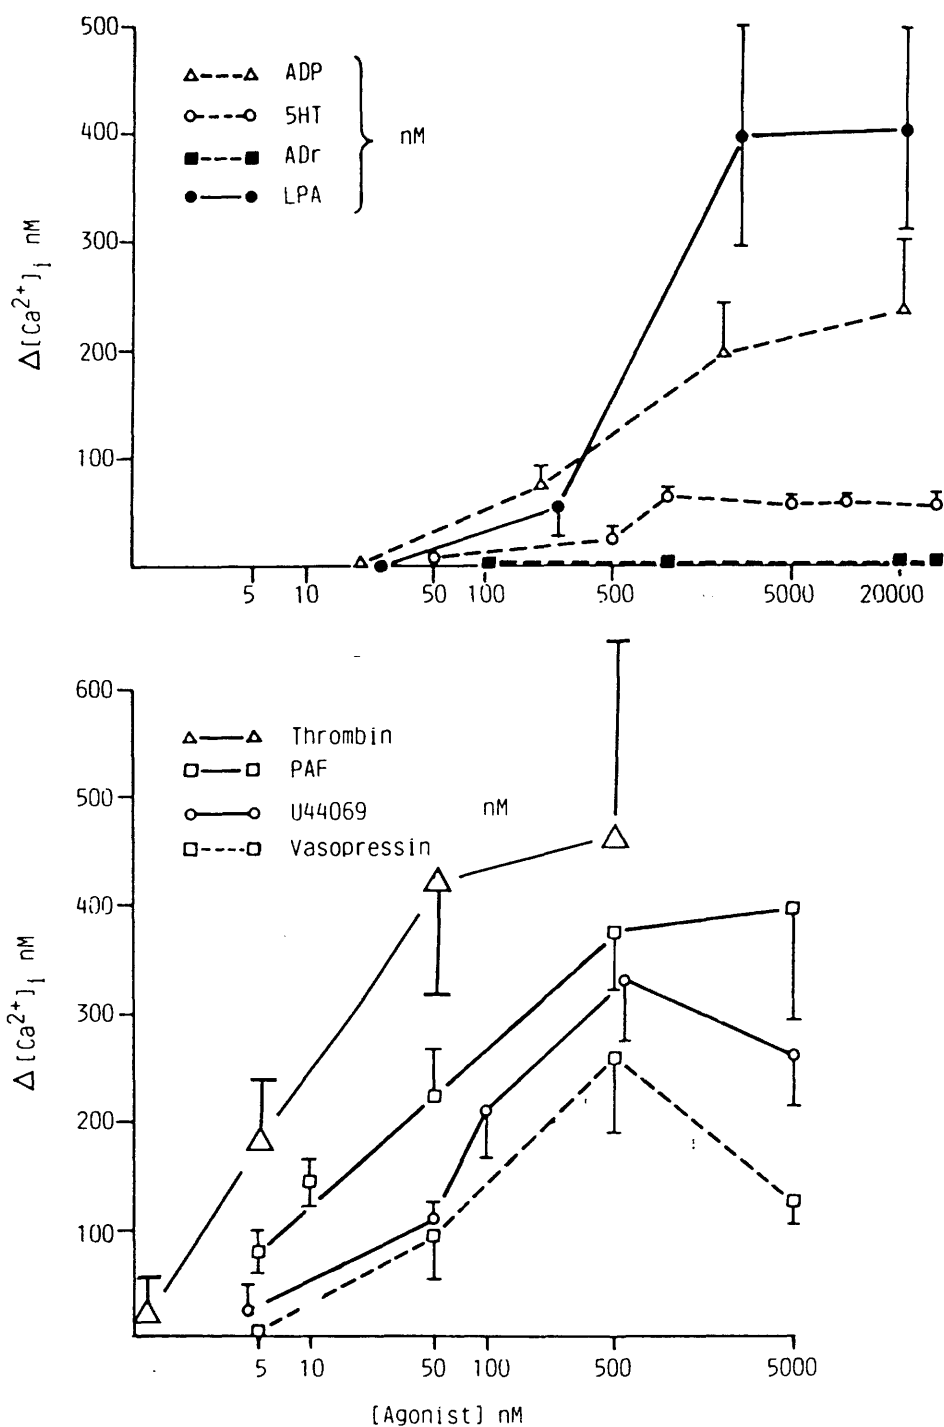 500
ADP
5HT
ADr
LPA
nM
400
300
200
100
Δ[Ca2+]i nM
5 10 50 100 500 5000 20000
600
Thrombin
PAF
U44069
Vasopressin
nM
500
400
300
200
100
Δ[Ca2+]i nM
5 10 50 100 500 5000
[Agonist] nM